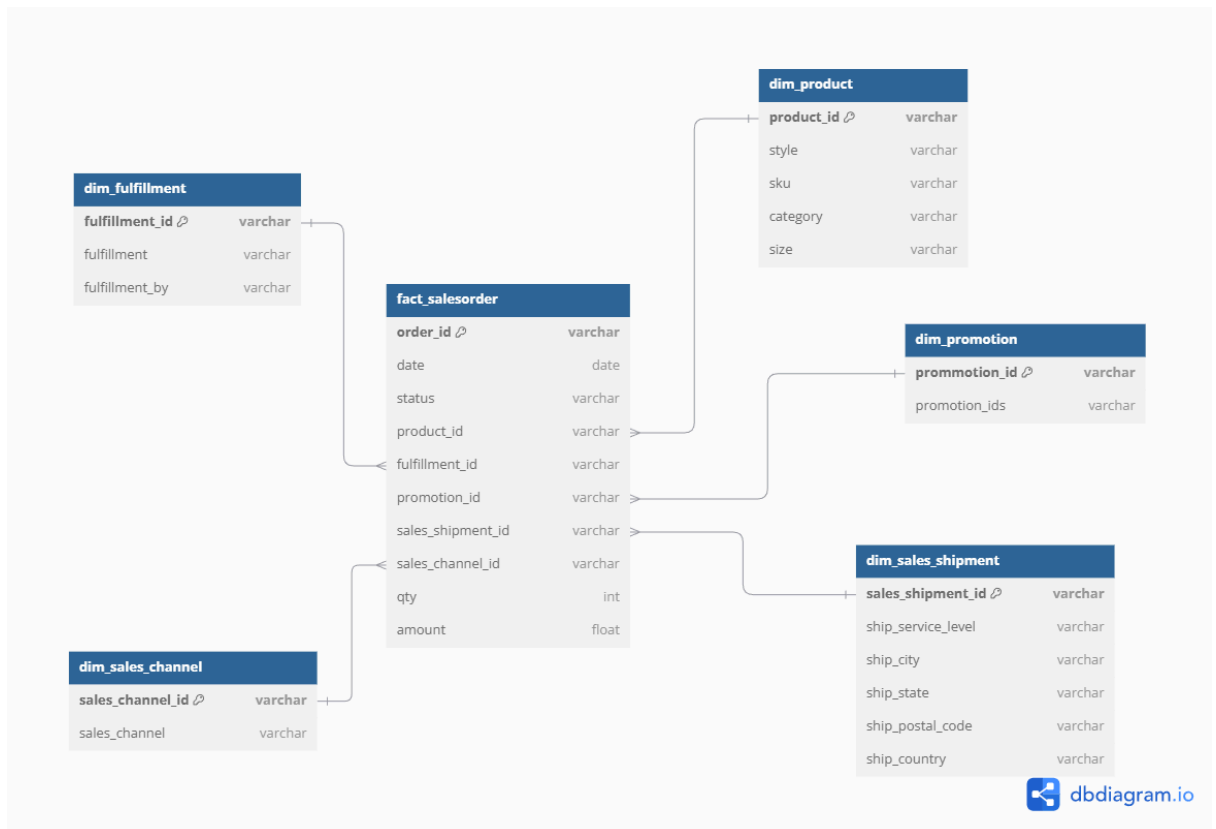 dim_product
product_id varchar
style varchar
sku varchar
category varchar
size varchar
dim_fulfillment
fulfillment_id varchar
fulfillment varchar
fulfillment_by varchar
fact_salesorder
order_id varchar
date date
status varchar
product_id varchar
fulfillment_id varchar
promotion_id varchar
sales_shipment_id varchar
sales_channel_id varchar
qty int
amount float
dim_promotion
prommotion_id varchar
promotion_ids varchar
dim_sales_shipment
sales_shipment_id varchar
ship_service_level varchar
ship_city varchar
ship_state varchar
ship_postal_code varchar
ship_country varchar
dim_sales_channel
sales_channel_id varchar
sales_channel varchar
dbdiagram.io